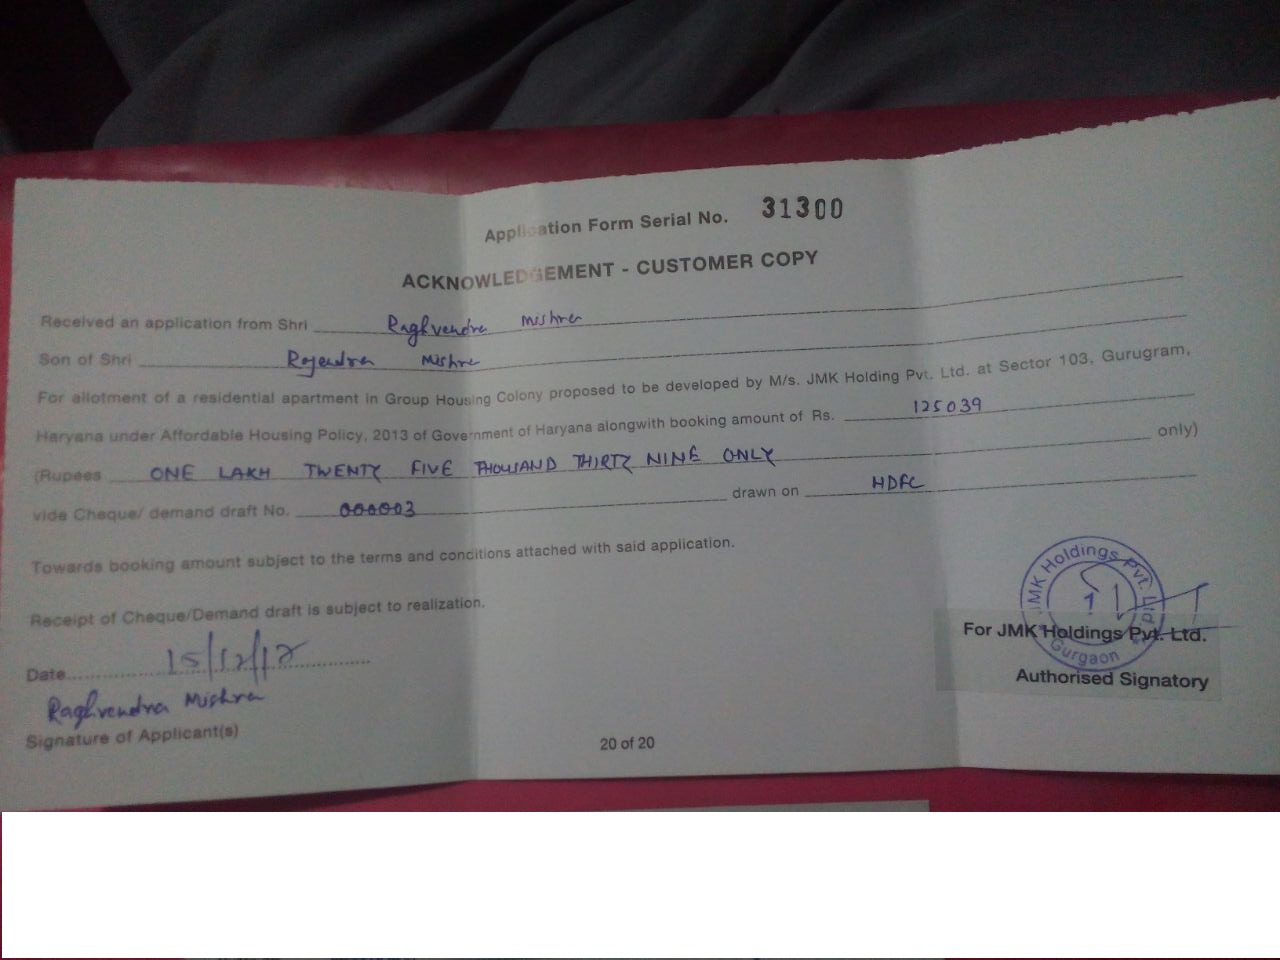 Application Form Serial No. 31300
ACKNOWLEDGEMENT - CUSTOMER COPY
Received an application from Shri Raghvendra Mishra
Son of Shri Rajendra Mishra
For allotment of a residential apartment in Group Housing Colony proposed to be developed by M/s. JMK Holding Pvt. Ltd. at Sector 103, Gurugram,
Haryana under Affordable Housing Policy, 2013 of Government of Haryana alongwith booking amount of Rs. 125039
(Rupees ONE LAKH TWENTY FIVE THOUSAND THIRTY NINE ONLY only)
vide Cheque/ demand draft No. 000003 drawn on HDFC
Towards booking amount subject to the terms and conditions attached with said application.
Receipt of Cheque/Demand draft is subject to realization.
JMK Holdings Pvt. Ltd.
1
Gurgaon
For JMK Holdings Pvt. Ltd.
Date 15/12/17
Authorised Signatory
Raghvendra Mishra
Signature of Applicant(s)
20 of 20